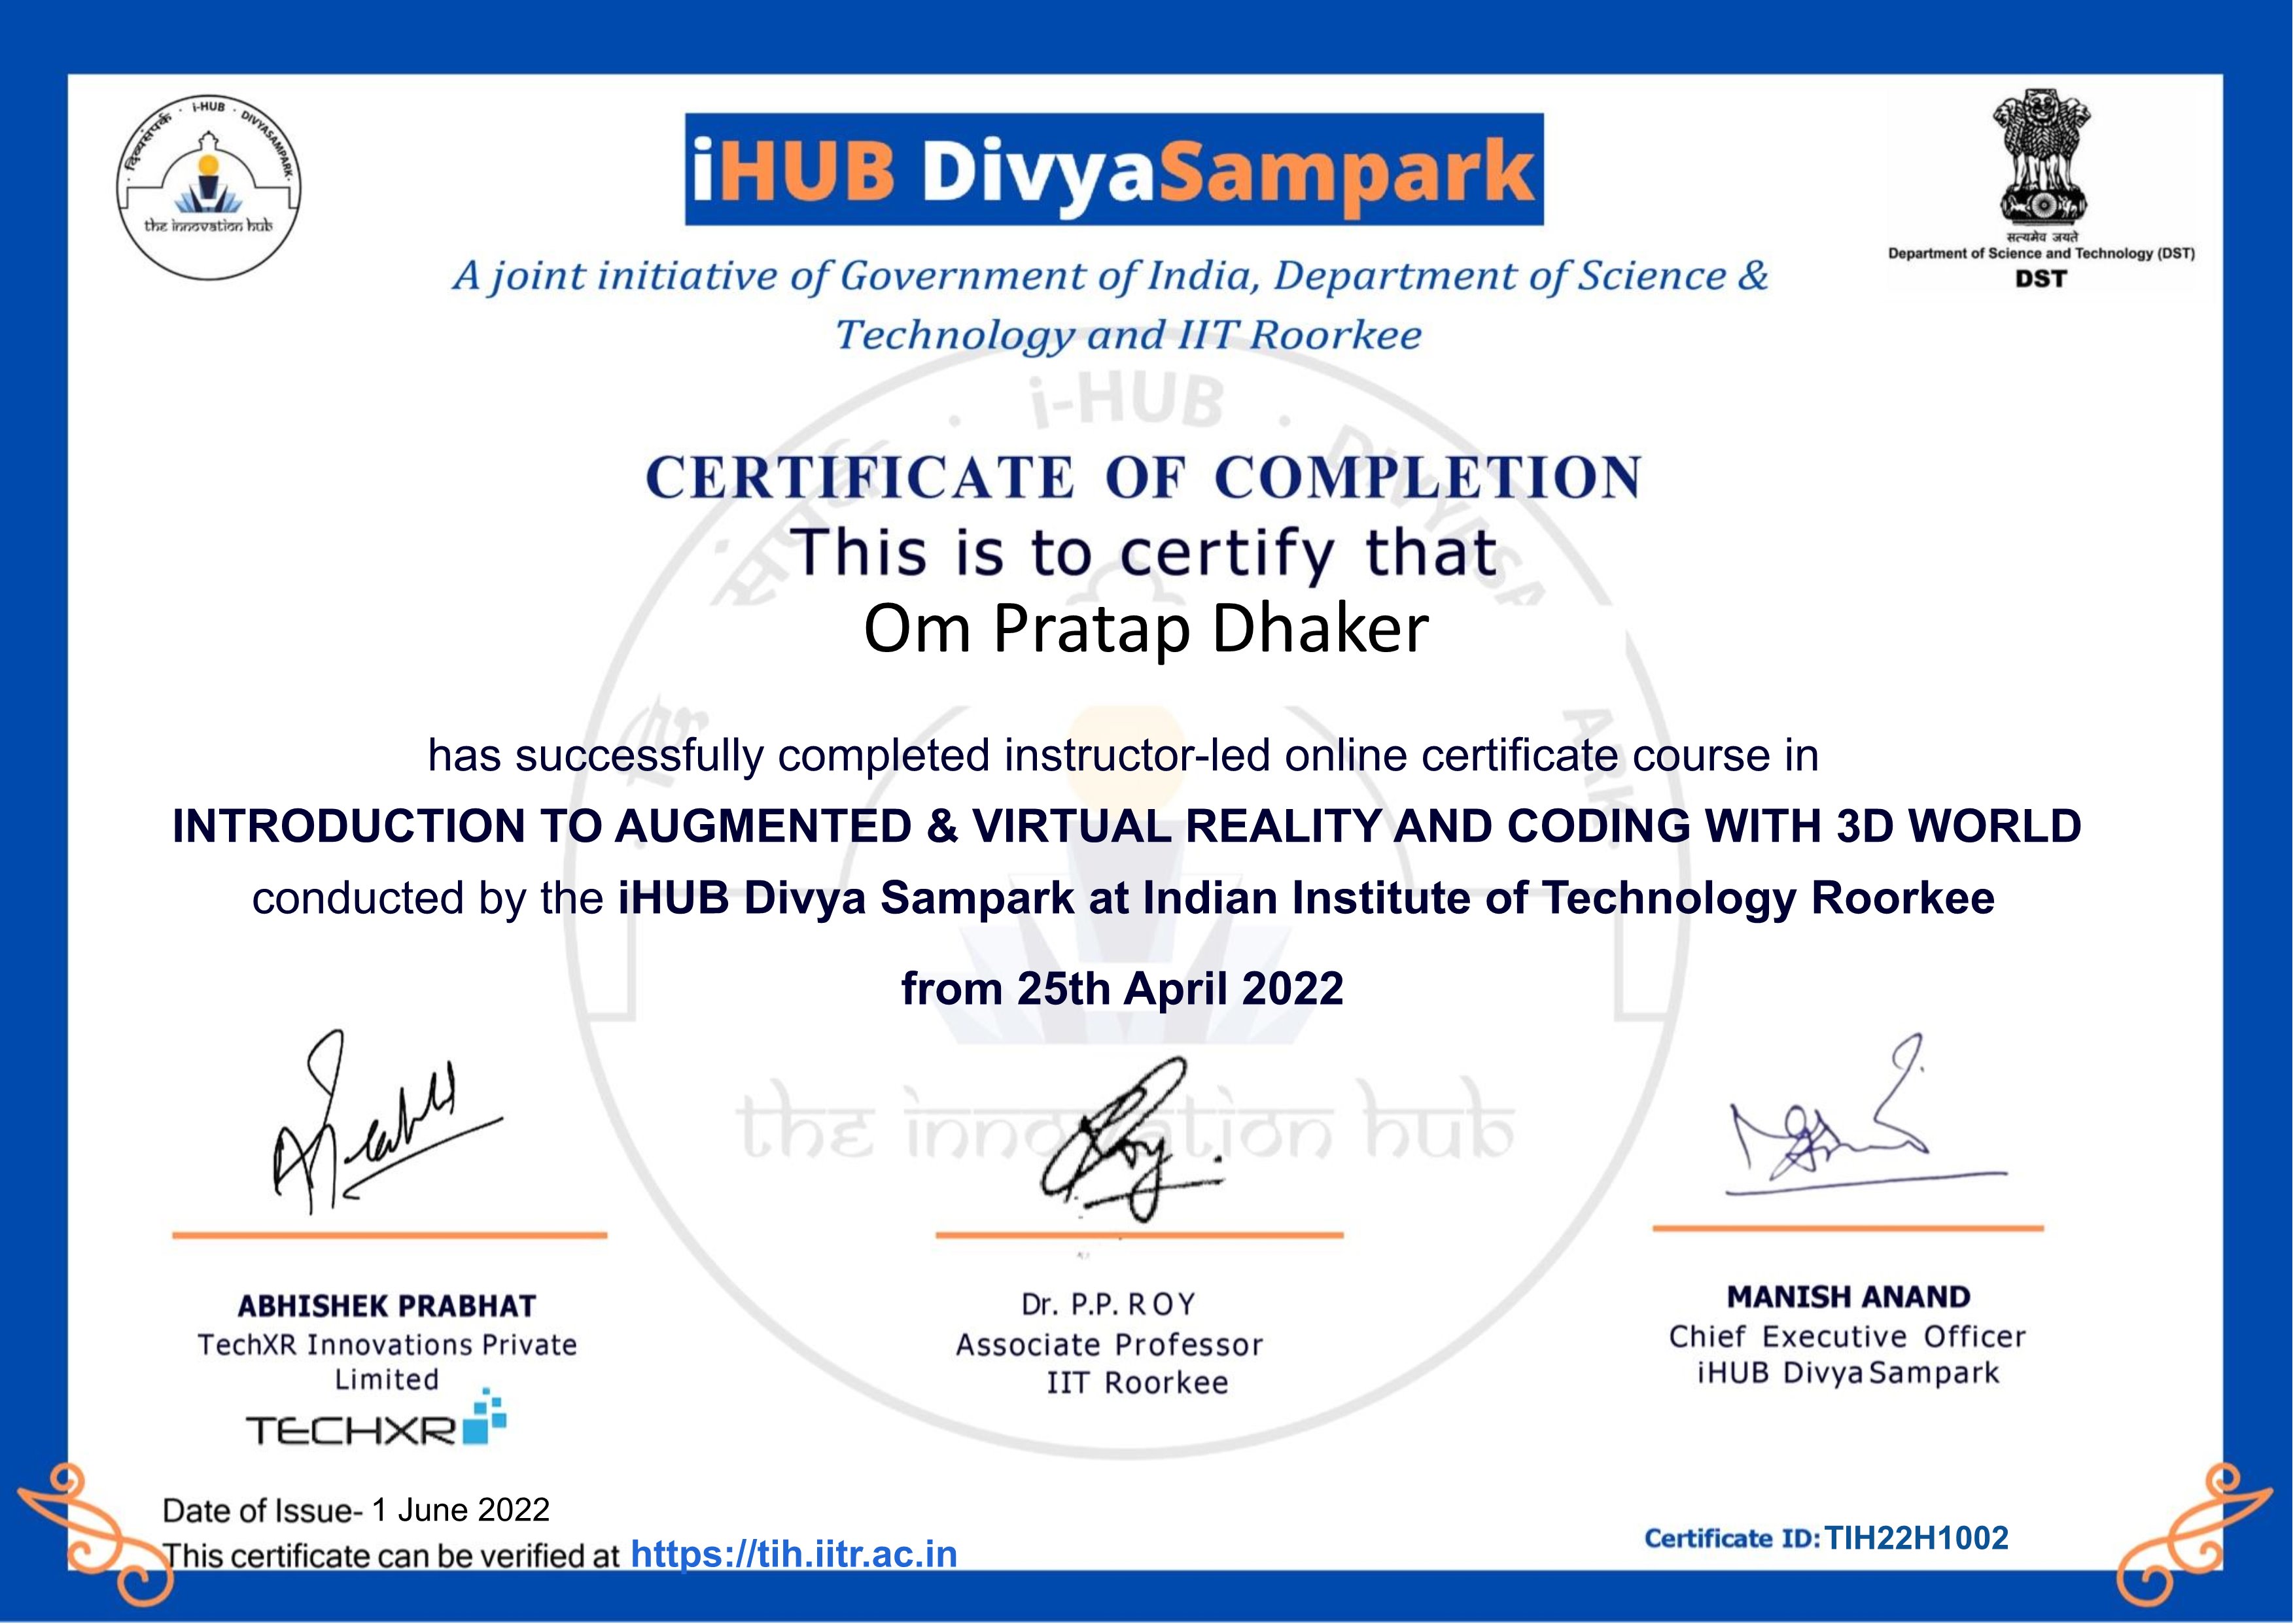 · दिव्यसंपर्क · i-HUB · DIVYASAMPARK·
the innovation hub
iHUB DivyaSampark
सत्यमेव जयते
Department of Science and Technology (DST)
DST
A joint initiative of Government of India, Department of Science &
Technology and IIT Roorkee
CERTIFICATE OF COMPLETION
This is to certify that
Om Pratap Dhaker
has successfully completed instructor-led online certificate course in
INTRODUCTION TO AUGMENTED & VIRTUAL REALITY AND CODING WITH 3D WORLD
conducted by the iHUB Divya Sampark at Indian Institute of Technology Roorkee
from 25th April 2022
the innovation hub
ABHISHEK PRABHAT
TechXR Innovations Private
Limited
TECHXR
Dr. P.P. ROY
Associate Professor
IIT Roorkee
MANISH ANAND
Chief Executive Officer
iHUB DivyaSampark
Date of Issue- 1 June 2022
This certificate can be verified at https://tih.iitr.ac.in
Certificate ID: TIH22H1002